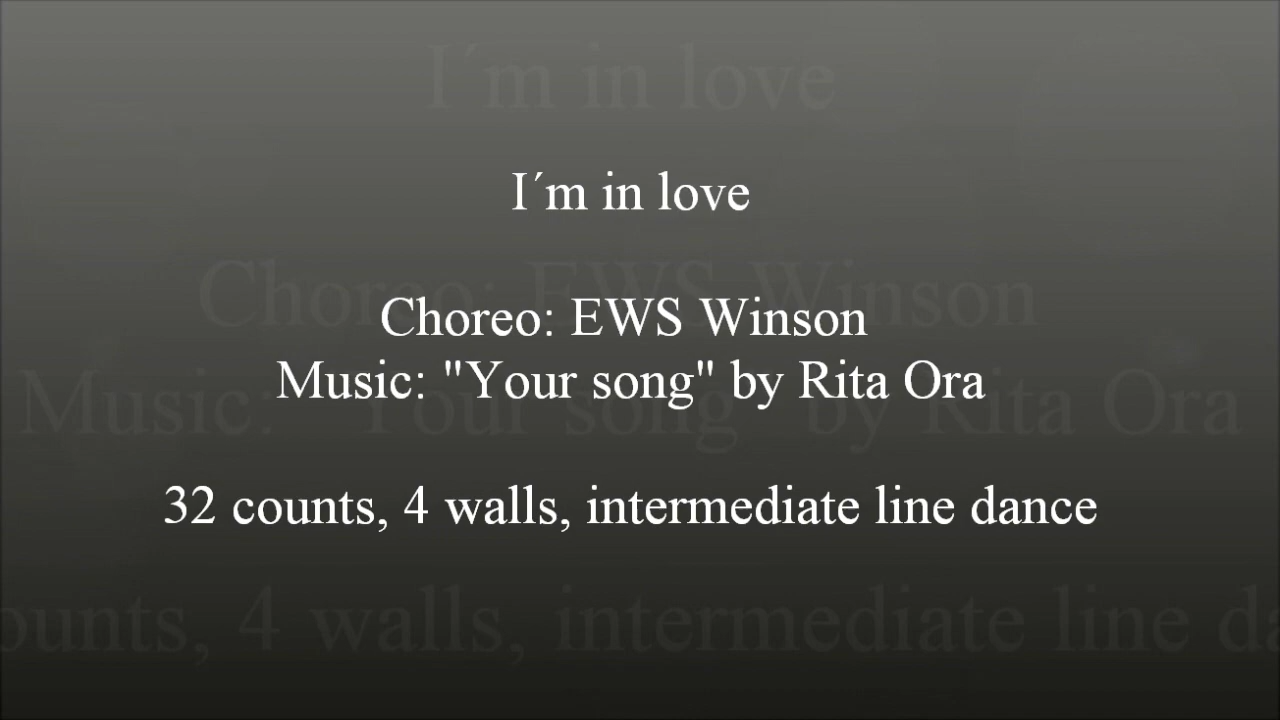 I´m in love
Choreo: EWS Winson
Music: "Your song" by Rita Ora
32 counts, 4 walls, intermediate line dance